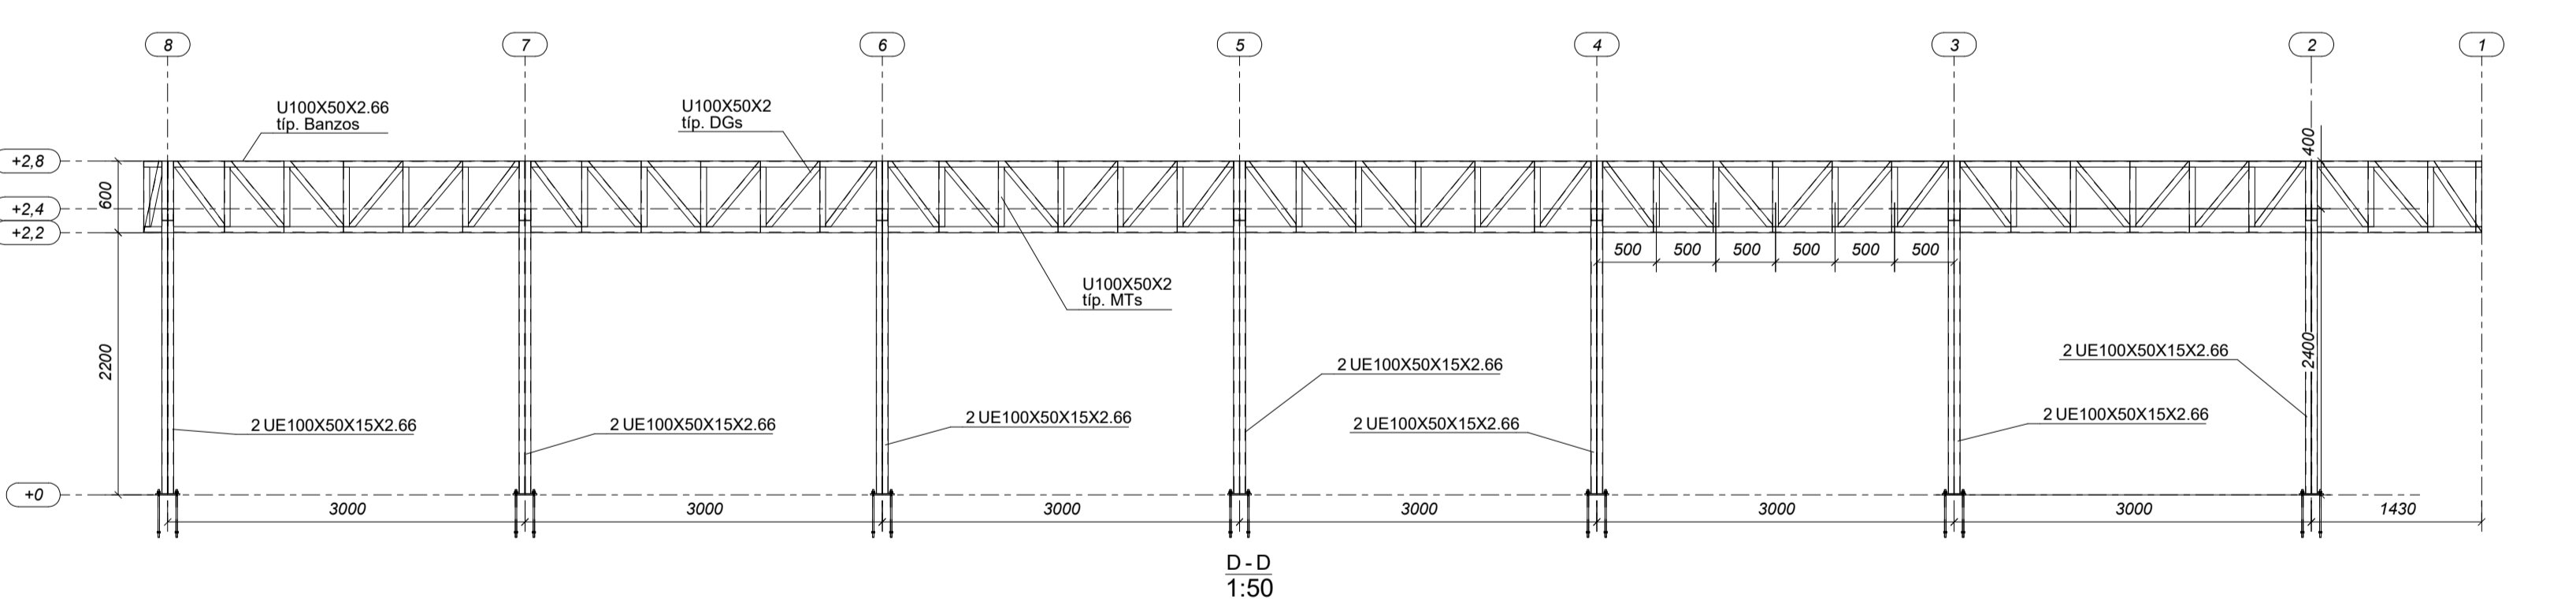 8
7
6
5
4
3
2
1
U100X50X2.66
típ. Banzos
U100X50X2
típ. DGs
400
+2,8
600
+2,4
+2,2
500
500
500
500
500
500
U100X50X2
típ. MTs
2200
2400
2 UE100X50X15X2.66
2 UE100X50X15X2.66
2 UE100X50X15X2.66
2 UE100X50X15X2.66
2 UE100X50X15X2.66
2 UE100X50X15X2.66
2 UE100X50X15X2.66
+0
3000
3000
3000
3000
3000
3000
1430
D - D
1:50